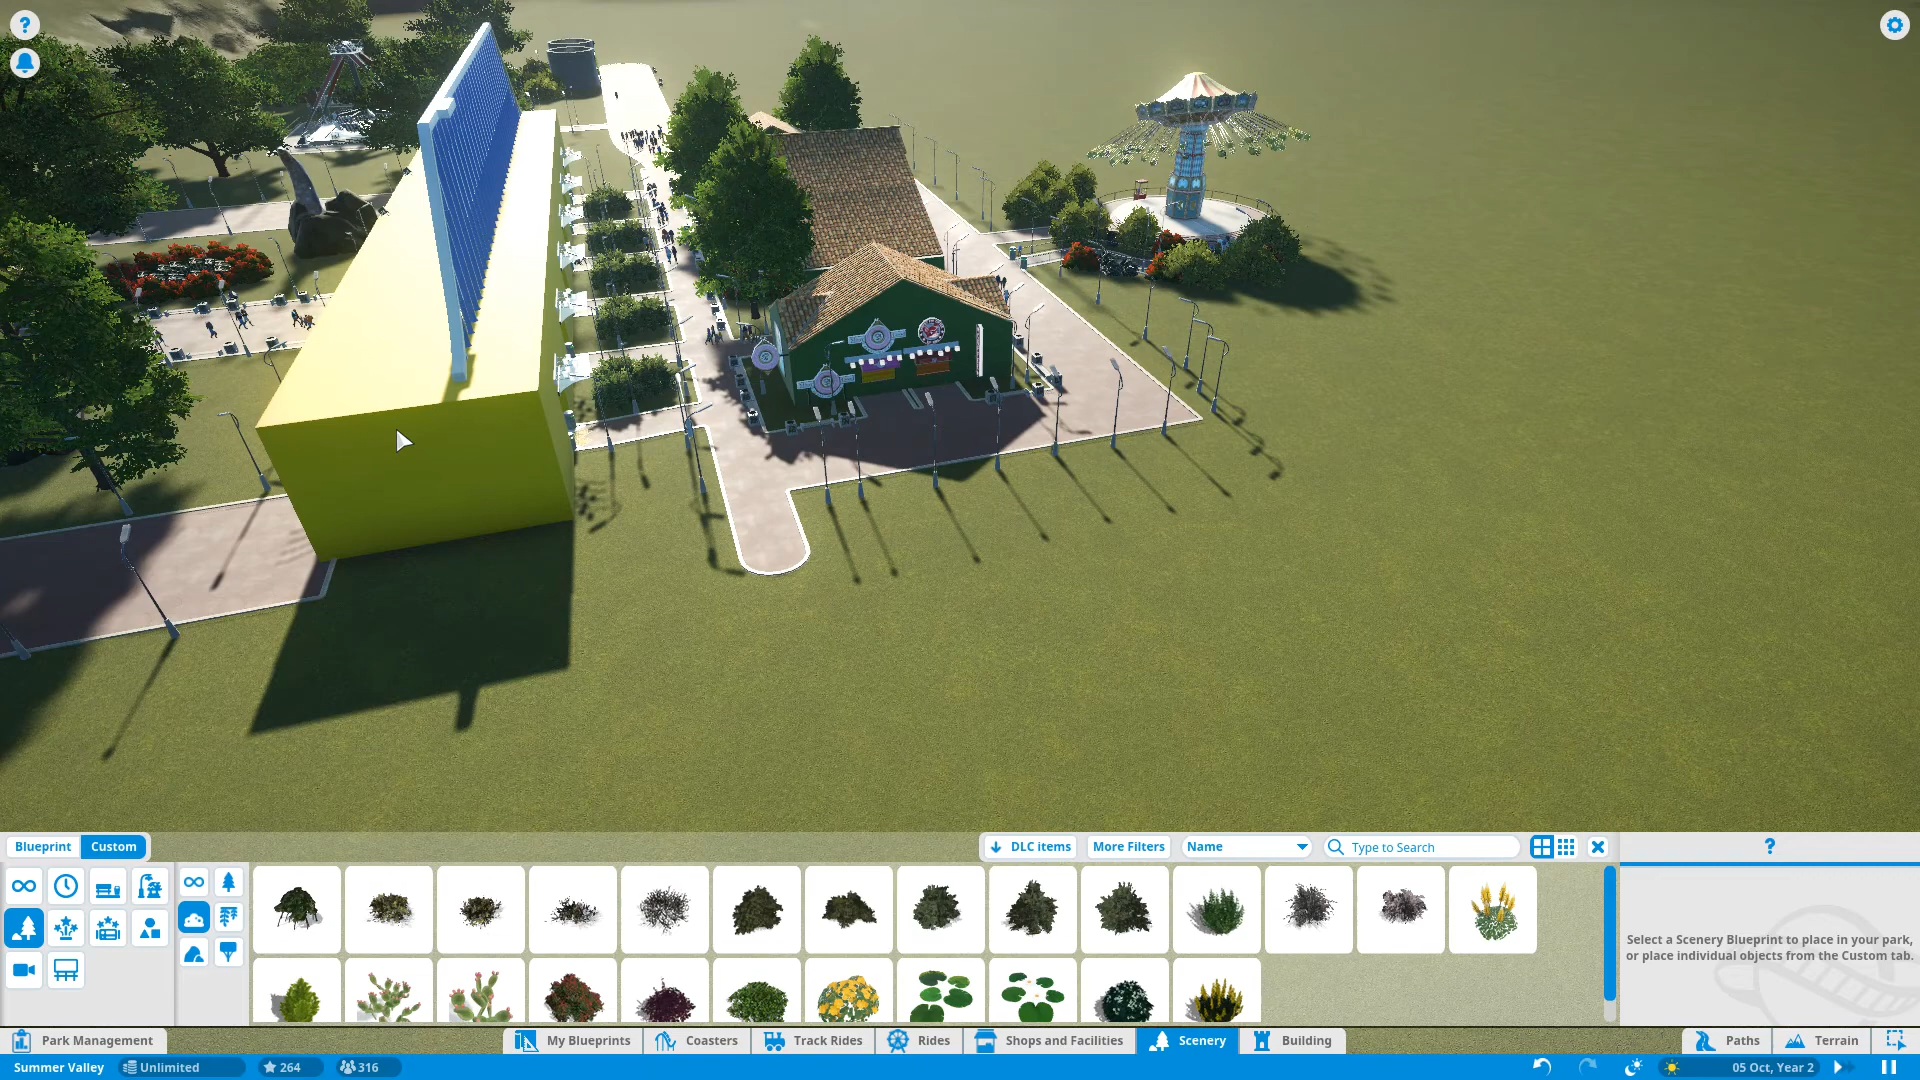 ?
Blueprint Custom
DLC items More Filters Name Type to Search
?
Select a Scenery Blueprint to place in your park,
or place individual objects from the Custom tab.
Park Management My Blueprints Coasters Track Rides Rides Shops and Facilities Scenery Building Paths Terrain
Summer Valley Unlimited 264 316 05 Oct, Year 2